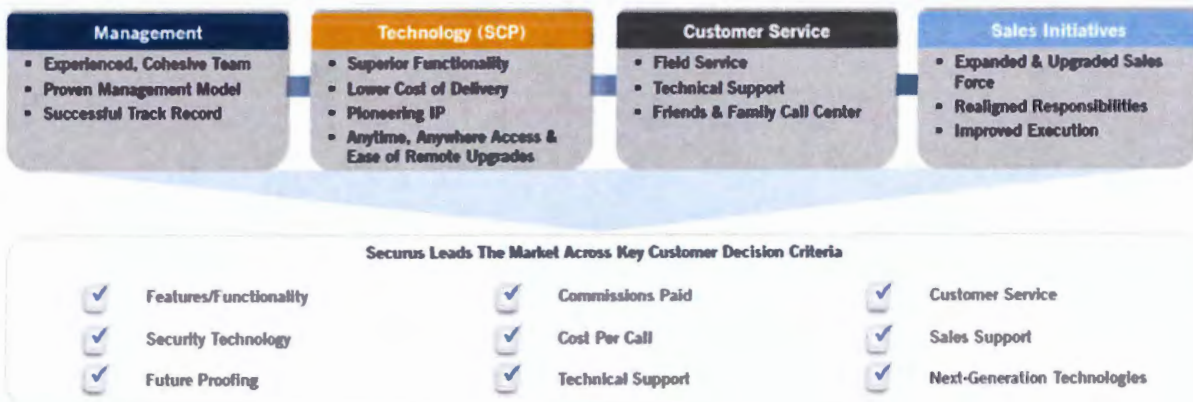 Management
• Experienced, Cohesive Team
• Proven Management Model
• Successful Track Record
Technology (SCP)
• Superior Functionality
• Lower Cost of Delivery
• Pioneering IP
• Anytime, Anywhere Access &
Ease of Remote Upgrades
Customer Service
• Field Service
• Technical Support
• Friends & Family Call Center
Sales Initiatives
• Expanded & Upgraded Sales
Force
• Realigned Responsibilities
• Improved Execution
Securus Leads The Market Across Key Customer Decision Criteria
Features/Functionality
Security Technology
Future Proofing
Commissions Paid
Cost Per Call
Technical Support
Customer Service
Sales Support
Next-Generation Technologies